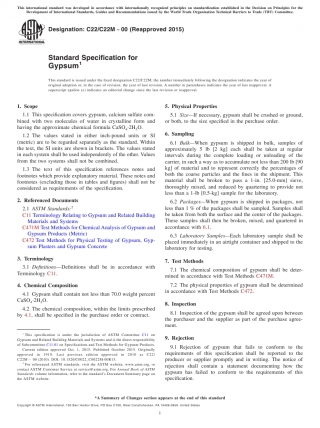 This international standard was developed in accordance with internationally recognized principles on standardization established in the Decision on Principles for the
Development of International Standards, Guides and Recommendations issued by the World Trade Organization Technical Barriers to Trade (TBT) Committee.
ASTM
INTERNATIONAL
Designation: C22/C22M − 00 (Reapproved 2015)
Standard Specification for
Gypsum1
This standard is issued under the fixed designation C22/C22M; the number immediately following the designation indicates the year of
original adoption or, in the case of revision, the year of last revision. A number in parentheses indicates the year of last reapproval. A
superscript epsilon (ε) indicates an editorial change since the last revision or reapproval.
1. Scope
1.1 This specification covers gypsum, calcium sulfate com-
bined with two molecules of water in crystalline form and
having the approximate chemical formula CaSO4 2H2O.
1.2 The values stated in either inch-pound units or SI
(metric) are to be regarded separately as the standard. Within
the text, the SI units are shown in brackets. The values stated
in each system shall be used independently of the other. Values
from the two systems shall not be combined.
1.3 The text of this specification references notes and
footnotes which provide explanatory material. These notes and
footnotes (excluding those in tables and figures) shall not be
considered as requirements of the specification.
2. Referenced Documents
2.1 ASTM Standards:2
C11 Terminology Relating to Gypsum and Related Building
Materials and Systems
C471M Test Methods for Chemical Analysis of Gypsum and
Gypsum Products (Metric)
C472 Test Methods for Physical Testing of Gypsum, Gyp-
sum Plasters and Gypsum Concrete
3. Terminology
3.1 Definitions—Definitions shall be in accordance with
Terminology C11.
4. Chemical Composition
4.1 Gypsum shall contain not less than 70.0 weight percent
CaSO4 2H2O.
4.2 The chemical composition, within the limits prescribed
by 4.1, shall be specified in the purchase order or contract.
1 This specification is under the jurisdiction of ASTM Committee C11 on
Gypsum and Related Building Materials and Systems and is the direct responsibility
of Subcommittee C11.01 on Specifications and Test Methods for Gypsum Products.
Current edition approved Oct. 1, 2015. Published October 2015. Originally
approved in 1919. Last previous edition approved in 2010 as C22/
C22M – 00 (2010). DOI: 10.1520/C0022_C0022M-00R15.
2 For referenced ASTM standards, visit the ASTM website, www.astm.org, or
contact ASTM Customer Service at service@astm.org. For Annual Book of ASTM
Standards volume information, refer to the standard's Document Summary page on
the ASTM website.
5. Physical Properties
5.1 Size—If necessary, gypsum shall be crushed or ground,
or both, to the size specified in the purchase order.
6. Sampling
6.1 Bulk—When gypsum is shipped in bulk, samples of
approximately 5 lb [2 kg] each shall be taken at regular
intervals during the complete loading or unloading of the
carrier, in such a way as to accumulate not less than 200 lb [90
kg] of material and to represent correctly the percentages of
both the coarse particles and the fines in the shipment. This
material shall be broken to pass a 1-in. [25.0-mm] sieve,
thoroughly mixed, and reduced by quartering to provide not
less than a 1-lb [0.5-kg] sample for the laboratory.
6.2 Packages—When gypsum is shipped in packages, not
less than 1 % of the packages shall be sampled. Samples shall
be taken from both the surface and the center of the packages.
These samples shall then be broken, mixed, and quartered in
accordance with 6.1.
6.3 Laboratory Samples—Each laboratory sample shall be
placed immediately in an airtight container and shipped to the
laboratory for testing.
7. Test Methods
7.1 The chemical composition of gypsum shall be deter-
mined in accordance with Test Methods C471M.
7.2 The physical properties of gypsum shall be determined
in accordance with Test Methods C472.
8. Inspection
8.1 Inspection of the gypsum shall be agreed upon between
the purchaser and the supplier as part of the purchase agree-
ment.
9. Rejection
9.1 Rejection of gypsum that fails to conform to the
requirements of this specification shall be reported to the
producer or supplier promptly and in writing. The notice of
rejection shall contain a statement documenting how the
gypsum has failed to conform to the requirements of this
specification.
*A Summary of Changes section appears at the end of this standard
Copyright © ASTM International, 100 Barr Harbor Drive, PO Box C700, West Conshohocken, PA 19428-2959. United States
1